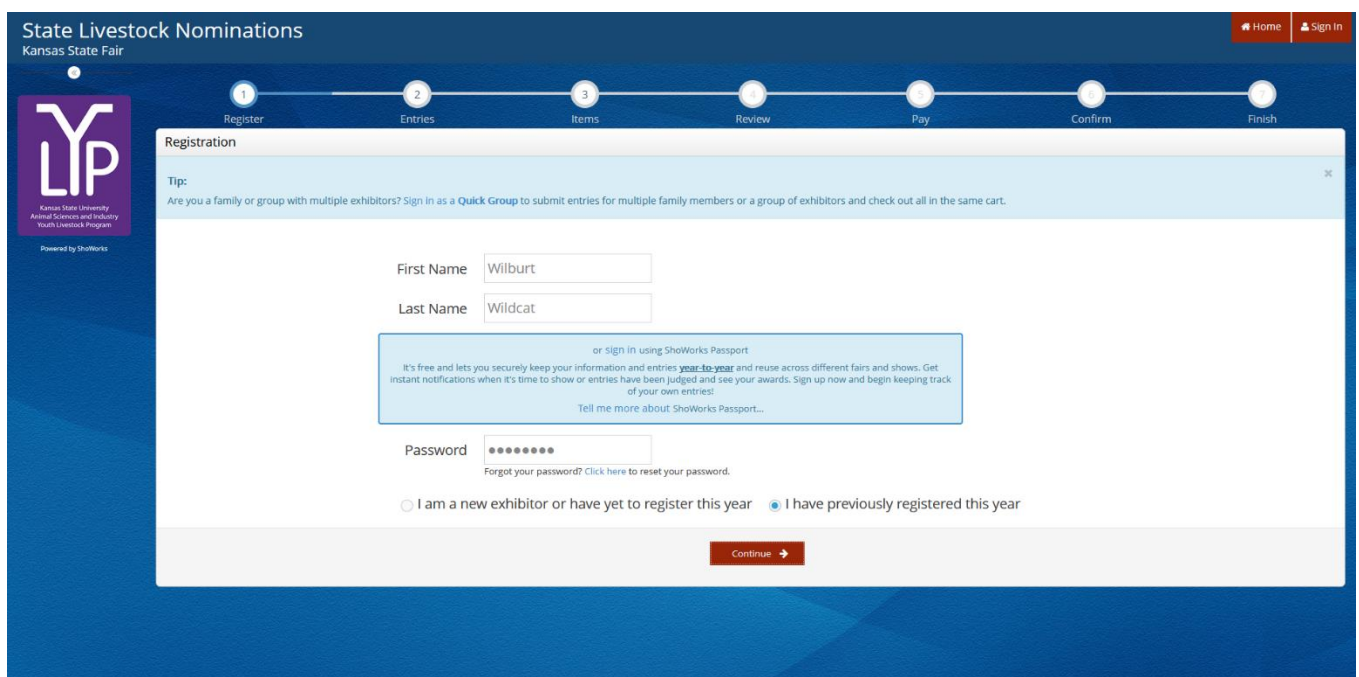 State Livestock Nominations
Kansas State Fair
Home
Sign In
1
2
3
4
5
6
7
Register
Entries
Items
Review
Pay
Confirm
Finish
YLP
Kansas State University
Animal Sciences and Industry
Youth Livestock Program
Powered by ShoWorks
Registration
Tip:
Are you a family or group with multiple exhibitors? Sign in as a Quick Group to submit entries for multiple family members or a group of exhibitors and check out all in the same cart.
First Name
Wilburt
Last Name
Wildcat
or sign in using ShoWorks Passport
It's free and lets you securely keep your information and entries year-to-year and reuse across different fairs and shows. Get
instant notifications when it's time to show or entries have been judged and see your awards. Sign up now and begin keeping track
of your own entries!
Tell me more about ShoWorks Passport...
Password
Forgot your password? Click here to reset your password.
I am a new exhibitor or have yet to register this year
I have previously registered this year
Continue